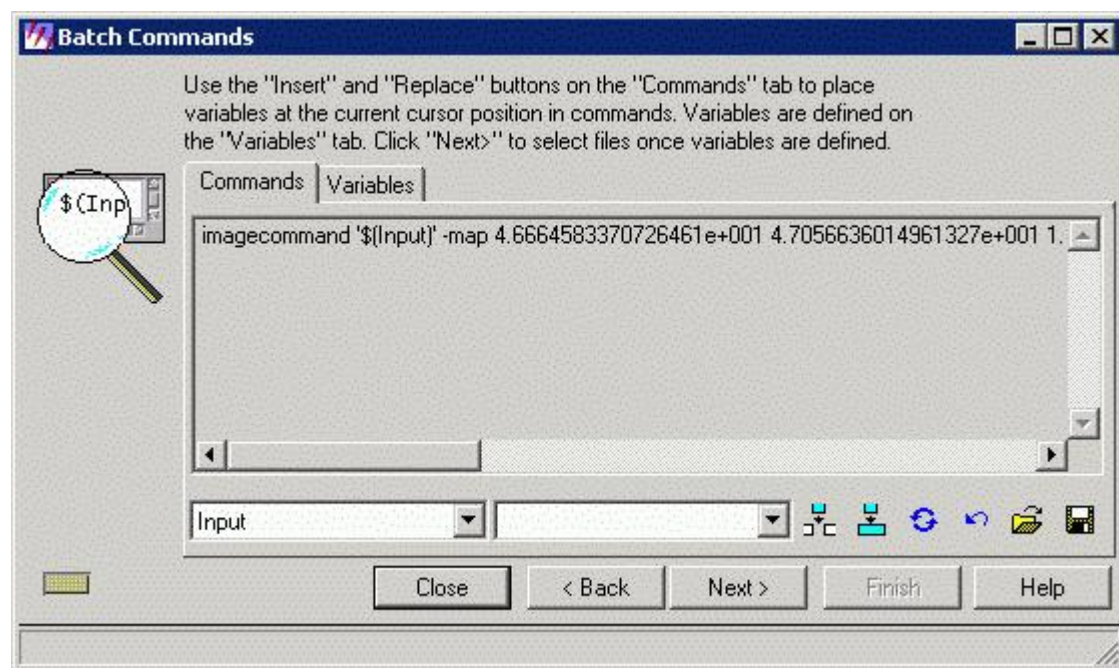 Batch Commands
Use the "Insert" and "Replace" buttons on the "Commands" tab to place
variables at the current cursor position in commands. Variables are defined on
the "Variables" tab. Click "Next>" to select files once variables are defined.
Commands Variables
$(Inp
imagecommand '$(Input)' -map 4.6664583370726461e+001 4.7056636014961327e+001 1.
Input
Close < Back Next > Finish Help